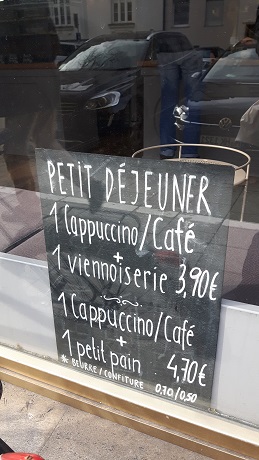 PETIT DÉJEUNER
1 Cappuccino/Café
+
1 viennoiserie 3,90€
1 Cappuccino/Café
+
1 petit pain 4,70€
* BEURRE / CONFITURE 0,70/0,50